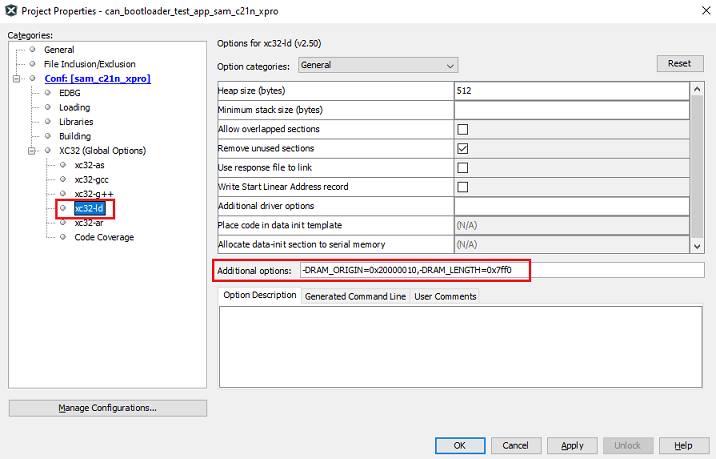 Project Properties - can_bootloader_test_app_sam_c21n_xpro
Categories:
General
File Inclusion/Exclusion
Conf: [sam_c21n_xpro]
EDBG
Loading
Libraries
Building
XC32 (Global Options)
xc32-as
xc32-gcc
xc32-g++
xc32-ld
xc32-ar
Code Coverage
Manage Configurations...
Options for xc32-ld (v2.50)
Option categories: General Reset
Heap size (bytes) 512
Minimum stack size (bytes)
Allow overlapped sections
Remove unused sections
Use response file to link
Write Start Linear Address record
Additional driver options
Place code in data init template (N/A)
Allocate data-init section to serial memory (N/A)
Additional options: -DRAM_ORIGIN=0x20000010,-DRAM_LENGTH=0x7ff0
Option Description Generated Command Line User Comments
OK Cancel Apply Unlock Help